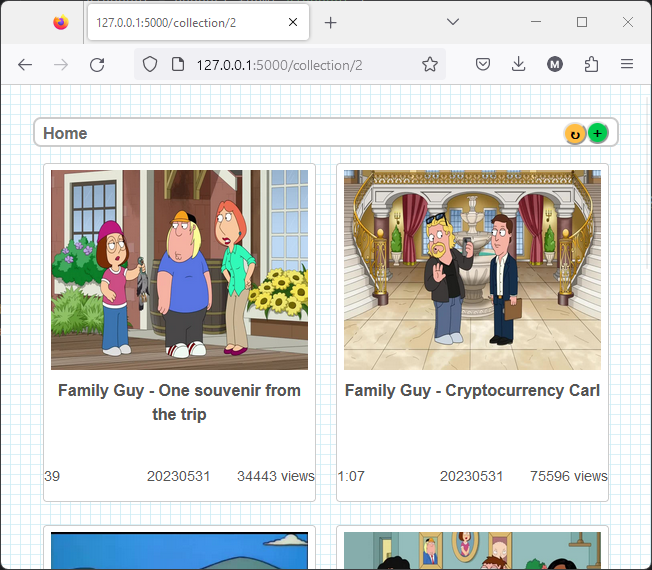 127.0.0.1:5000/collection/2
127.0.0.1:5000/collection/2
M
Home
Family Guy - One souvenir from
the trip
39 20230531 34443 views
Family Guy - Cryptocurrency Carl
1:07 20230531 75596 views